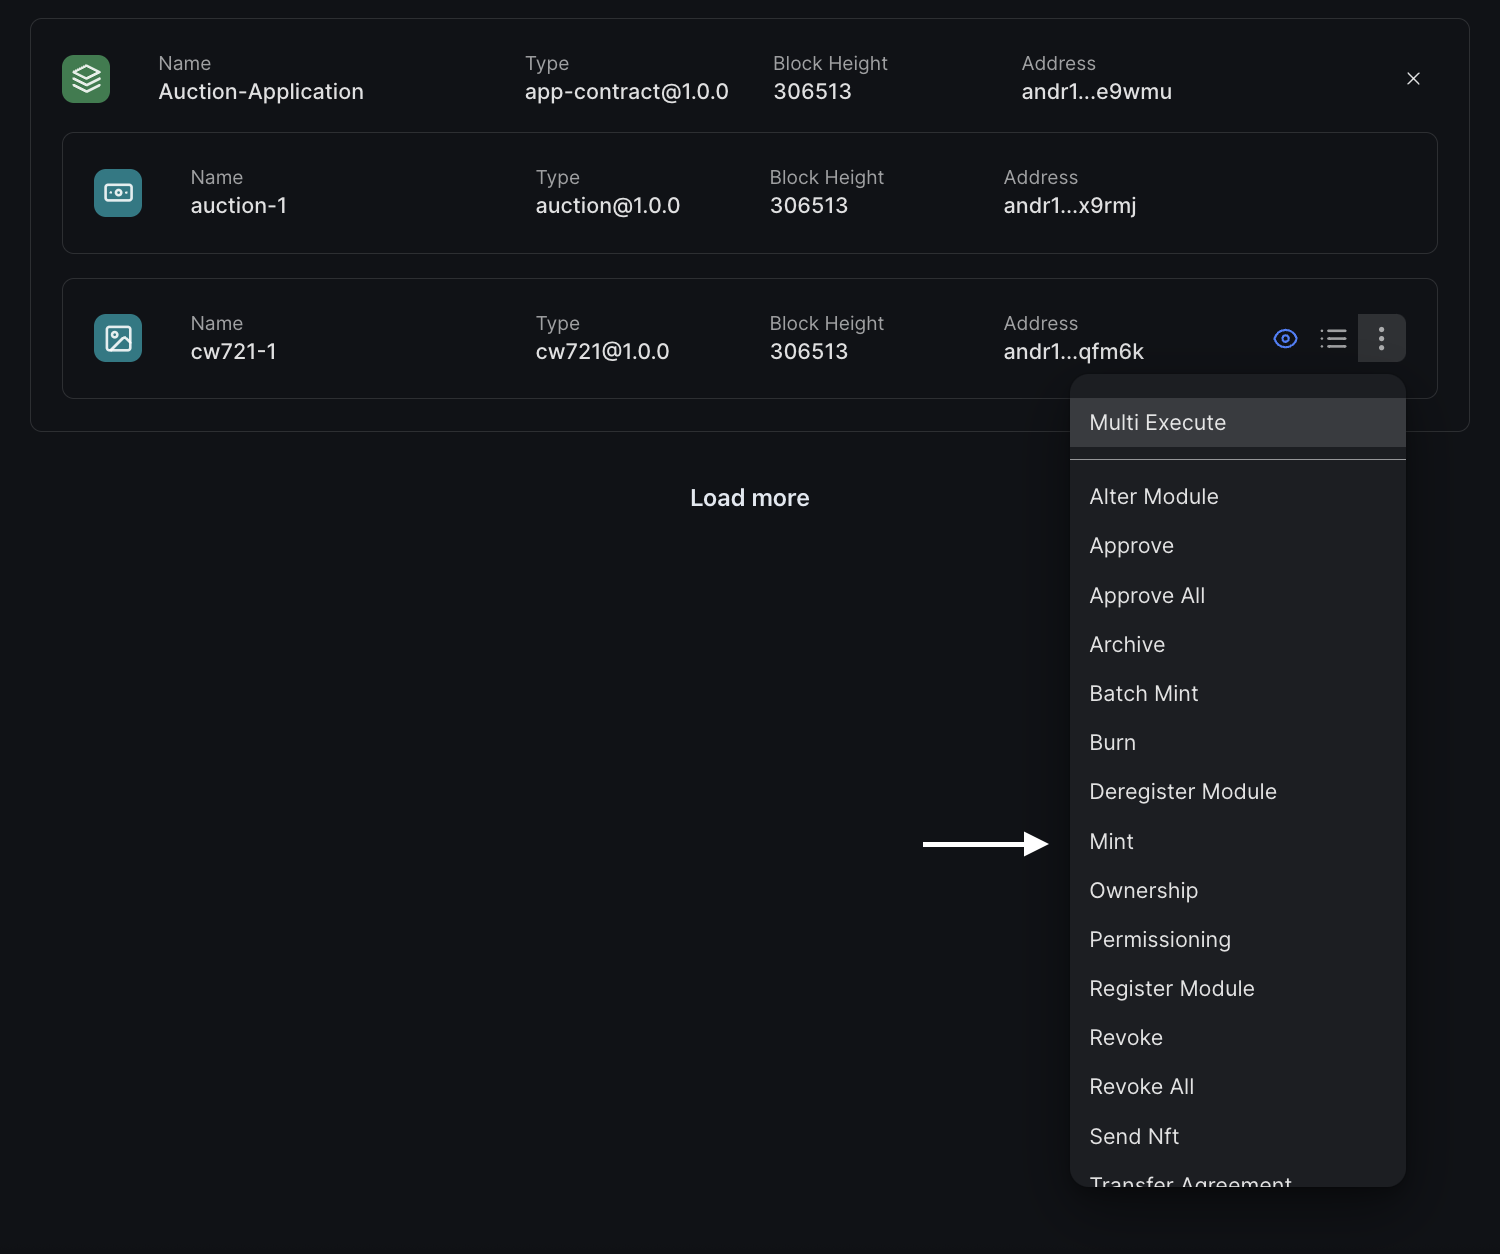 Name Type Block Height Address
Auction-Application app-contract@1.0.0 306513 andr1...e9wmu
Name Type Block Height Address
auction-1 auction@1.0.0 306513 andr1...x9rmj
Name Type Block Height Address
cw721-1 cw721@1.0.0 306513 andr1...qfm6k
Multi Execute
Load more
Alter Module
Approve
Approve All
Archive
Batch Mint
Burn
Deregister Module
Mint
Ownership
Permissioning
Register Module
Revoke
Revoke All
Send Nft
Transfer Agreement